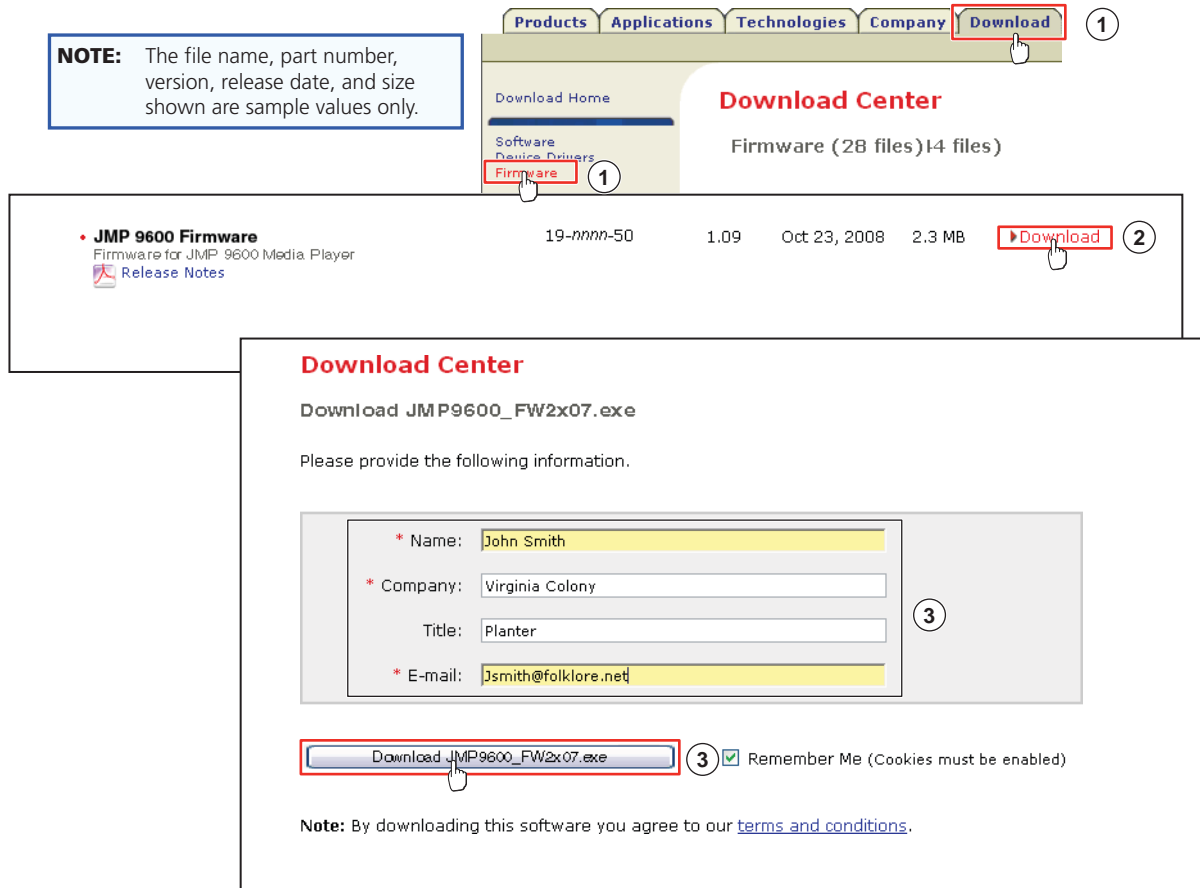 Products Applications Technologies Company Download
1
NOTE: The file name, part number,
version, release date, and size
shown are sample values only.
Download Home
Download Center
Software
Device Drivers
Firmware
1
Firmware (28 files)
4 files)
• JMP 9600 Firmware 19-nnnn-50 1.09 Oct 23, 2008 2.3 MB Download 2
Firmware for JMP 9600 Media Player
Release Notes
Download Center
Download JMP9600_FW2x07.exe
Please provide the following information.
* Name: John Smith
* Company: Virginia Colony
Title: Planter
* E-mail: Jsmith@folklore.net
3
Download JMP9600_FW2x07.exe 3 Remember Me (Cookies must be enabled)
Note: By downloading this software you agree to our terms and conditions.